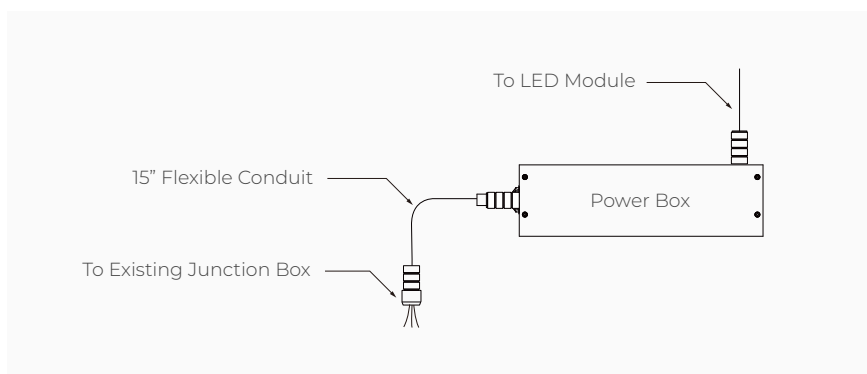 To LED Module
15” Flexible Conduit
Power Box
To Existing Junction Box